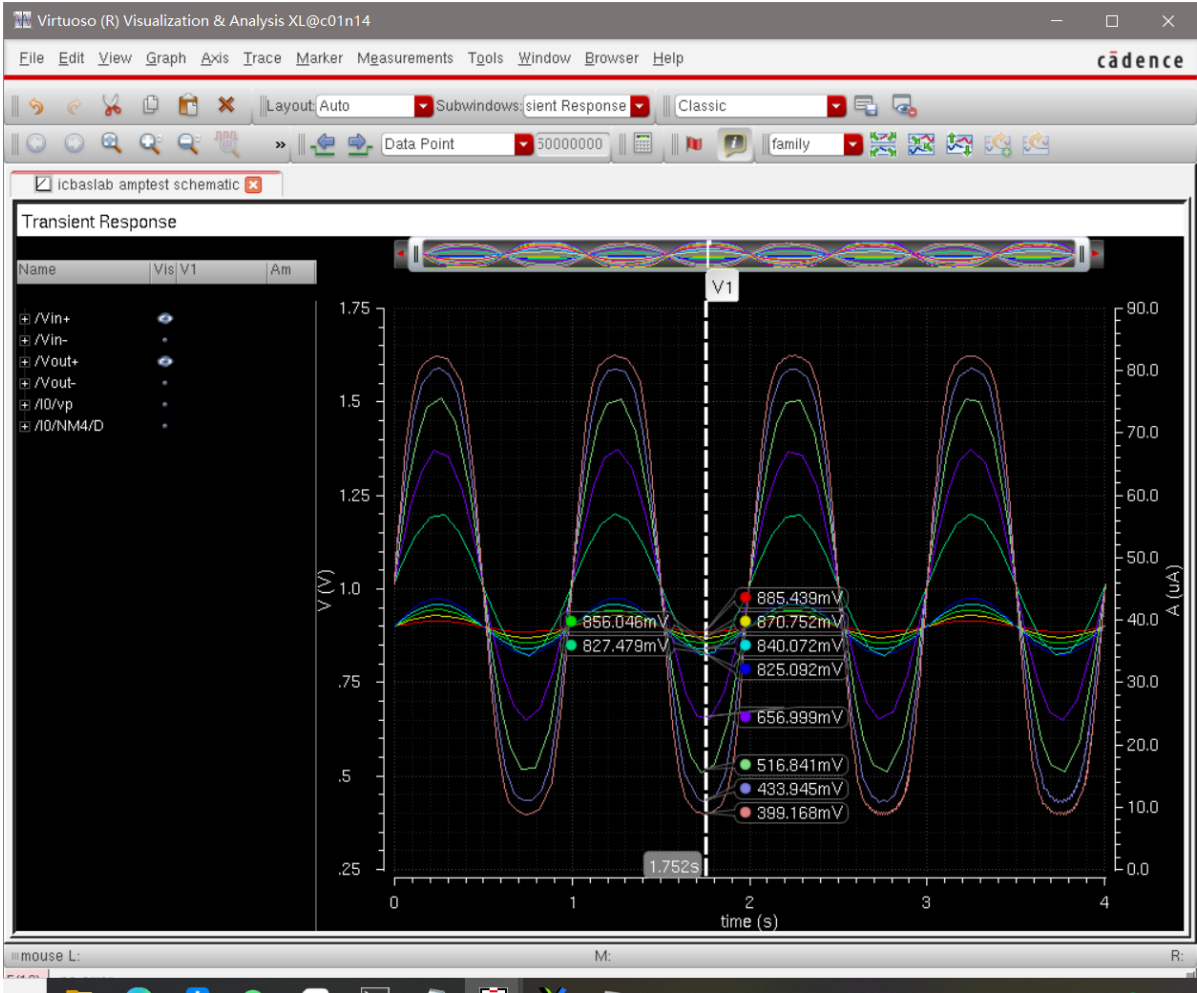 Virtuoso (R) Visualization & Analysis XL@c01n14
File Edit View Graph Axis Trace Marker Measurements Tools Window Browser Help
cādence
Layout: Auto Subwindows: sient Response Classic
» Data Point 50000000 family
icbaslab amptest schematic
Transient Response
Name Vis V1 Am
/Vin+
/Vin-
/Vout+
/Vout-
/I0/vp
/I0/NM4/D
V1
1.75
1.5
1.25
1.0
.75
.5
.25
V (V)
90.0
80.0
70.0
60.0
50.0
40.0
30.0
20.0
10.0
0.0
A (uA)
885.439mV
856.046mV 870.752mV
827.479mV 840.072mV
825.092mV
656.999mV
516.841mV
433.945mV
399.168mV
1.752s
0 1 2 3 4
time (s)
mouse L: M: R: